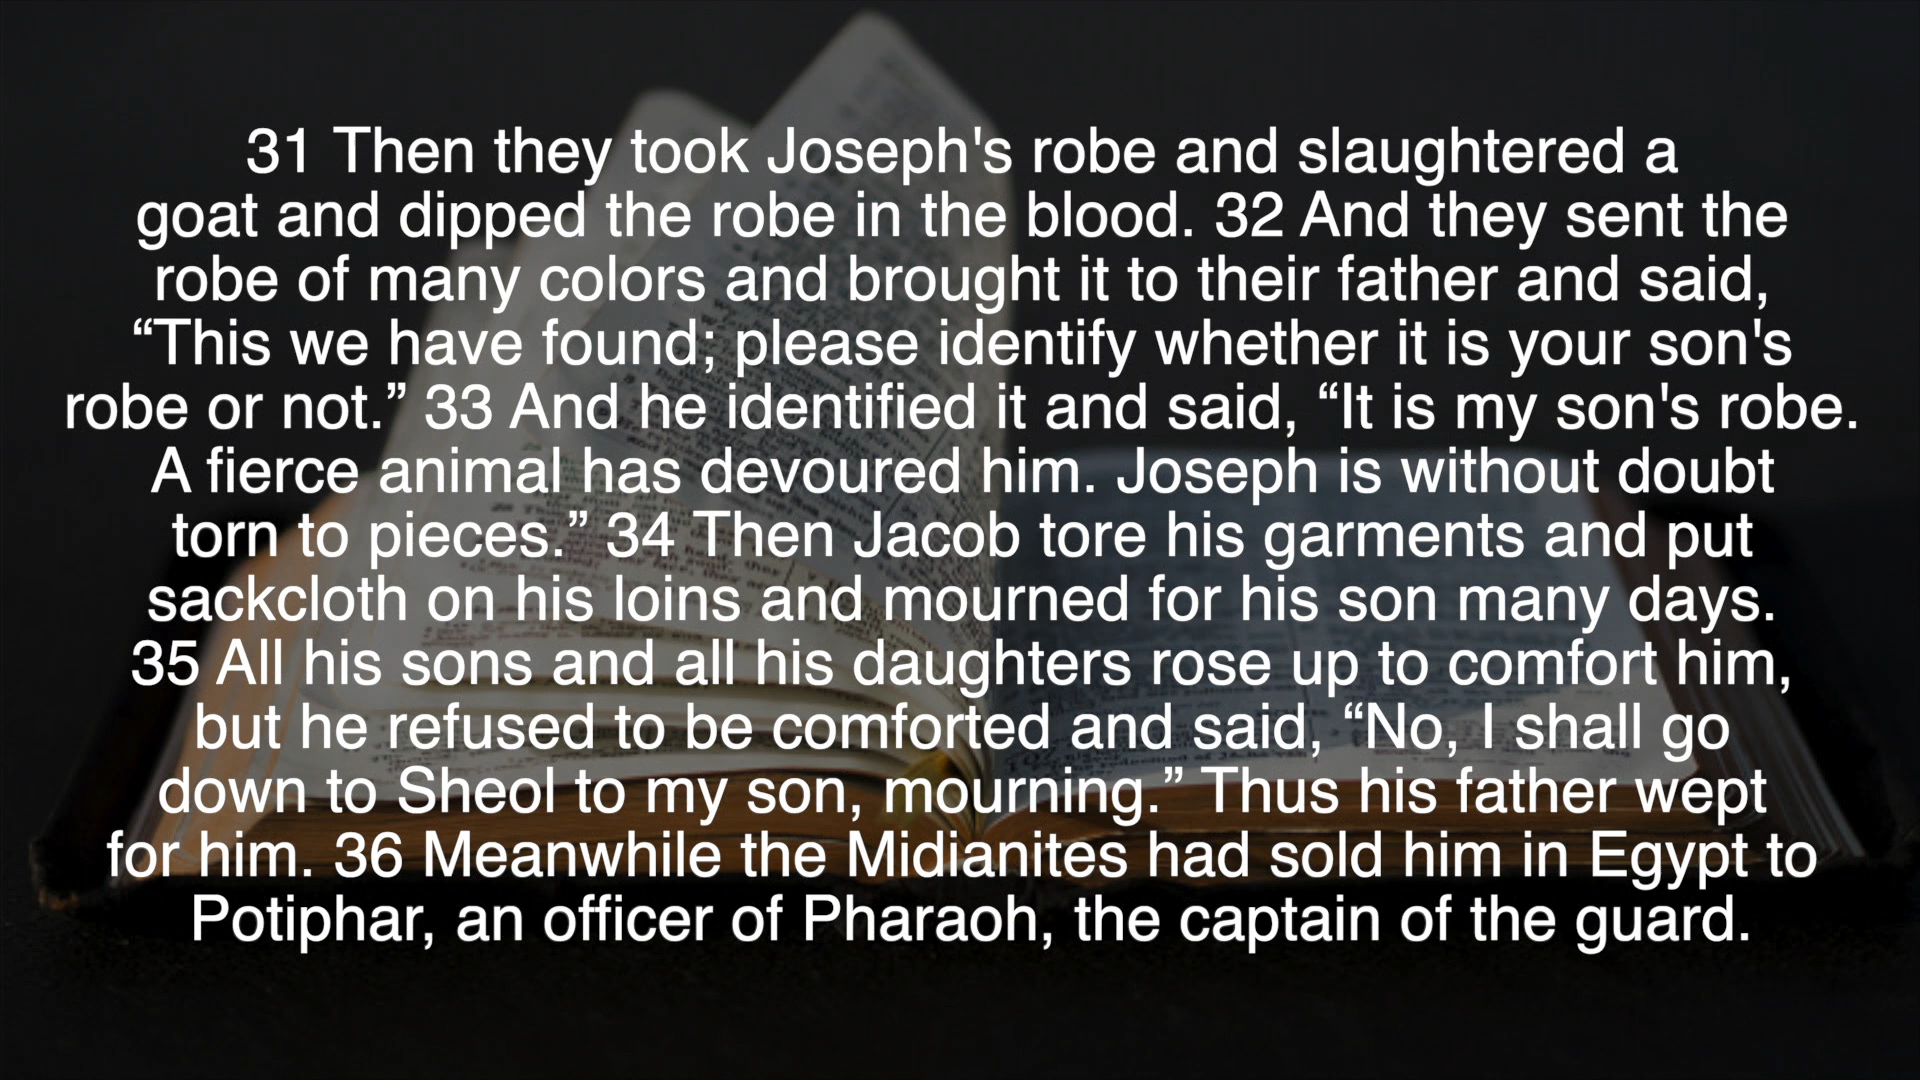 31 Then they took Joseph's robe and slaughtered a
goat and dipped the robe in the blood. 32 And they sent the
robe of many colors and brought it to their father and said,
“This we have found; please identify whether it is your son's
robe or not.” 33 And he identified it and said, “It is my son's robe.
A fierce animal has devoured him. Joseph is without doubt
torn to pieces.” 34 Then Jacob tore his garments and put
sackcloth on his loins and mourned for his son many days.
35 All his sons and all his daughters rose up to comfort him,
but he refused to be comforted and said, “No, I shall go
down to Sheol to my son, mourning.” Thus his father wept
for him. 36 Meanwhile the Midianites had sold him in Egypt to
Potiphar, an officer of Pharaoh, the captain of the guard.